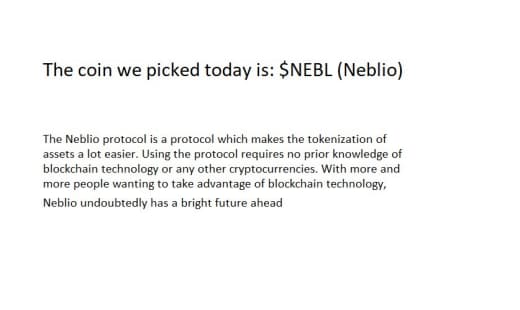 The coin we picked today is: $NEBL (Neblio)
The Neblio protocol is a protocol which makes the tokenization of
assets a lot easier. Using the protocol requires no prior knowledge of
blockchain technology or any other cryptocurrencies. With more and
more people wanting to take advantage of blockchain technology,
Neblio undoubtedly has a bright future ahead